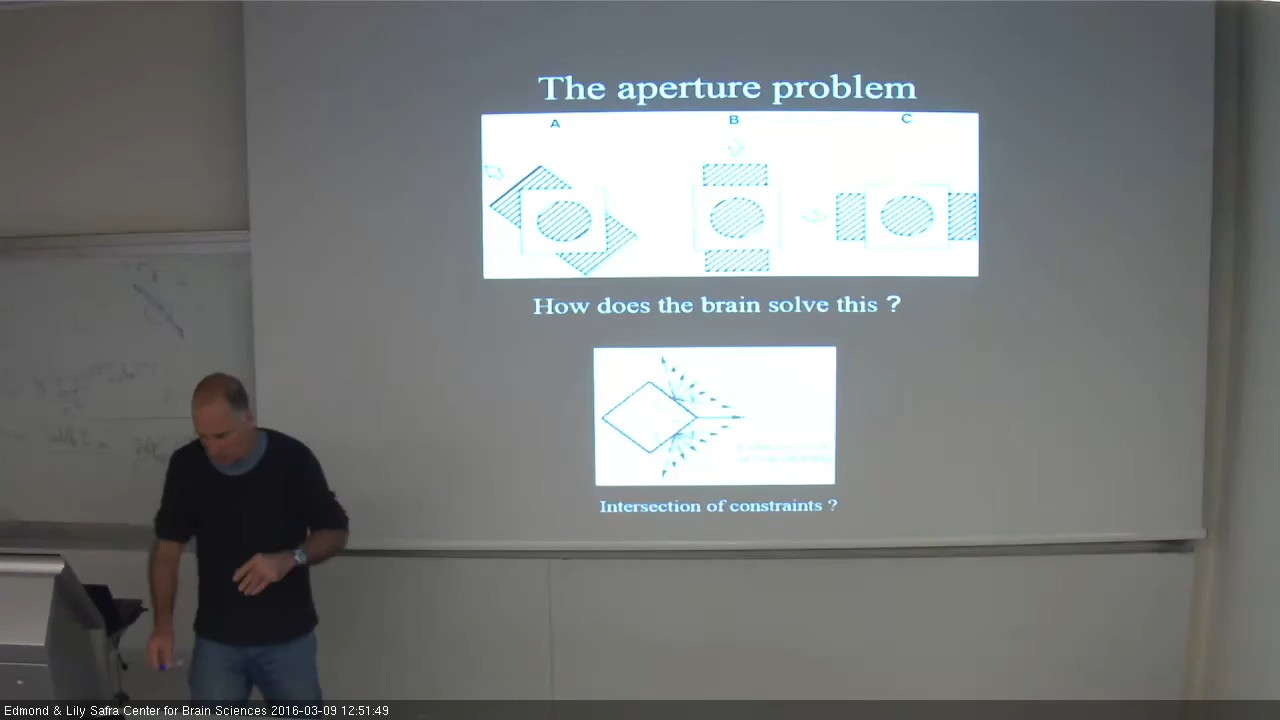 The aperture problem
A B C
How does the brain solve this ?
Intersection of constraints ?
Edmond & Lily Safra Center for Brain Sciences 2016-03-09 12:51:49